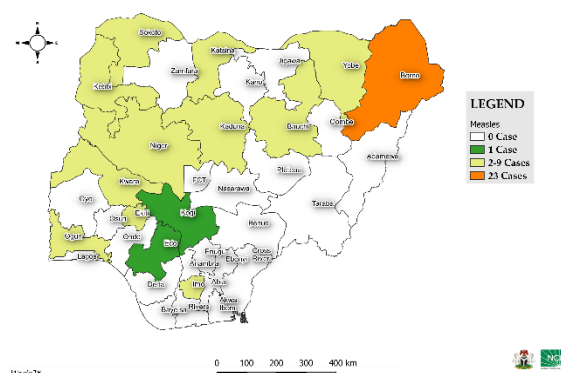 N
W
E
S
Sokoto
Katsina
Jigawa
Yobe
Borno
Zamfara
Kano
Kebbi
Kaduna
Bauchi
Gombe
Niger
Adamawa
Plateau
FCT
Kwara
Nasarawa
Taraba
Oyo
Kogi
Ekiti
Osun
Benue
Ogun
Ondo
Edo
Lagos
Enugu
Ebonyi
Cross
River
Anambra
Delta
Imo
Abia
Akwa
Ibom
Rivers
Bayelsa
LEGEND
Measles
0 Case
1 Case
2-9 Cases
23 Cases
0 100 200 300 400 km